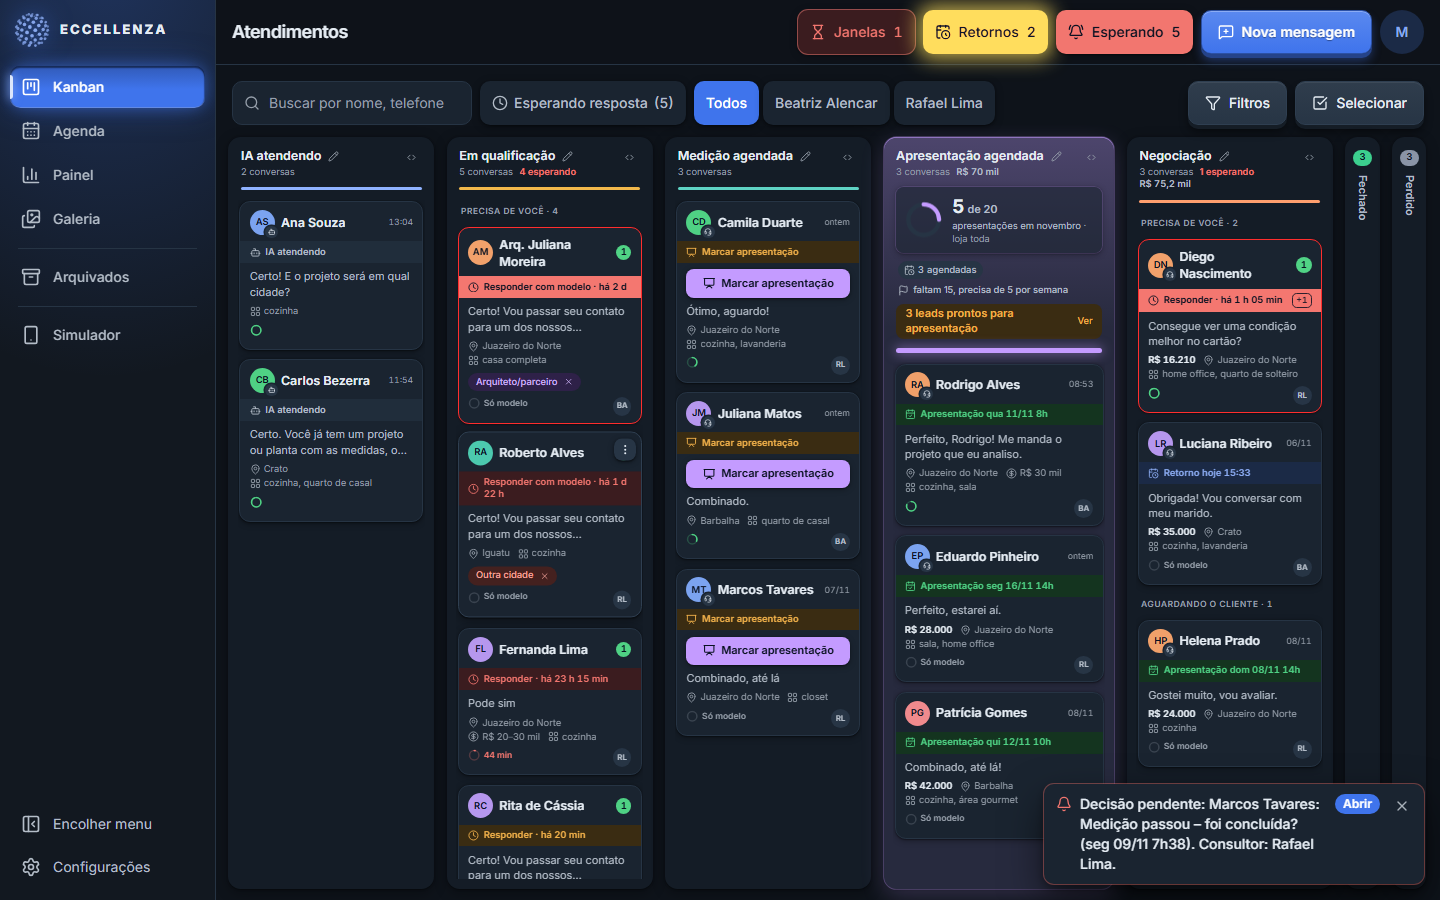 ECCELLENZA
Kanban
Agenda
Painel
Galeria
Arquivados
Simulador
Encolher menu
Configurações
Atendimentos
Janelas 1
Retornos 2
Esperando 5
Nova mensagem
M
Buscar por nome, telefone
Esperando resposta (5)
Todos
Beatriz Alencar
Rafael Lima
Filtros
Selecionar
IA atendendo
2 conversas
AS
Ana Souza
13:04
IA atendendo
Certo! E o projeto será em qual
cidade?
cozinha
CB
Carlos Bezerra
11:54
IA atendendo
Certo. Você já tem um projeto
ou planta com as medidas, o...
Crato
cozinha, quarto de casal
Em qualificação
5 conversas 4 esperando
PRECISA DE VOCÊ · 4
AM
Arq. Juliana
Moreira
1
Responder com modelo · há 2 d
Certo! Vou passar seu contato
para um dos nossos...
Juazeiro do Norte
casa completa
Arquiteto/parceiro ×
Só modelo
BA
RA
Roberto Alves
Responder com modelo · há 1 d
22 h
Certo! Vou passar seu contato
para um dos nossos...
Iguatu cozinha
Outra cidade ×
Só modelo
RL
FL
Fernanda Lima
1
Responder · há 23 h 15 min
Pode sim
Juazeiro do Norte
R$ 20–30 mil cozinha
44 min
RL
RC
Rita de Cássia
1
Responder · há 20 min
Certo! Vou passar seu contato
para um dos nossos...
Medição agendada
3 conversas
CD
Camila Duarte
ontem
Marcar apresentação
Marcar apresentação
Ótimo, aguardo!
Juazeiro do Norte
cozinha, lavanderia
RL
JM
Juliana Matos
ontem
Marcar apresentação
Marcar apresentação
Combinado.
Barbalha quarto de casal
BA
MT
Marcos Tavares
07/11
Marcar apresentação
Marcar apresentação
Combinado, até lá
Juazeiro do Norte closet
Só modelo
RL
Apresentação agendada
3 conversas R$ 70 mil
5 de 20
apresentações em novembro ·
loja toda
3 agendadas
faltam 15, precisa de 5 por semana
3 leads prontos para
apresentação
Ver
RA
Rodrigo Alves
08:53
Apresentação qua 11/11 8h
Perfeito, Rodrigo! Me manda o
projeto que eu analiso.
Juazeiro do Norte R$ 30 mil
cozinha, sala
BA
EP
Eduardo Pinheiro
ontem
Apresentação seg 16/11 14h
Perfeito, estarei aí.
R$ 28.000 Juazeiro do Norte
sala, home office
Só modelo
RL
PG
Patrícia Gomes
08/11
Apresentação qui 12/11 10h
Combinado, até lá!
R$ 42.000 Barbalha
cozinha, área gourmet
Só modelo
Negociação
3 conversas 1 esperando
R$ 75,2 mil
PRECISA DE VOCÊ · 2
DN
Diego
Nascimento
1
Responder · há 1 h 05 min
+1
Consegue ver uma condição
melhor no cartão?
R$ 16.210 Juazeiro do Norte
home office, quarto de solteiro
RL
LR
Luciana Ribeiro
06/11
Retorno hoje 15:33
Obrigada! Vou conversar com
meu marido.
R$ 35.000 Crato
cozinha, lavanderia
Só modelo
BA
AGUARDANDO O CLIENTE · 1
HP
Helena Prado
08/11
Apresentação dom 08/11 14h
Gostei muito, vou avaliar.
R$ 24.000 Juazeiro do Norte
cozinha
Só modelo
RL
3
Fechado
3
Perdido
Decisão pendente: Marcos Tavares:
Medição passou – foi concluída?
(seg 09/11 7h38). Consultor: Rafael
Lima.
Abrir